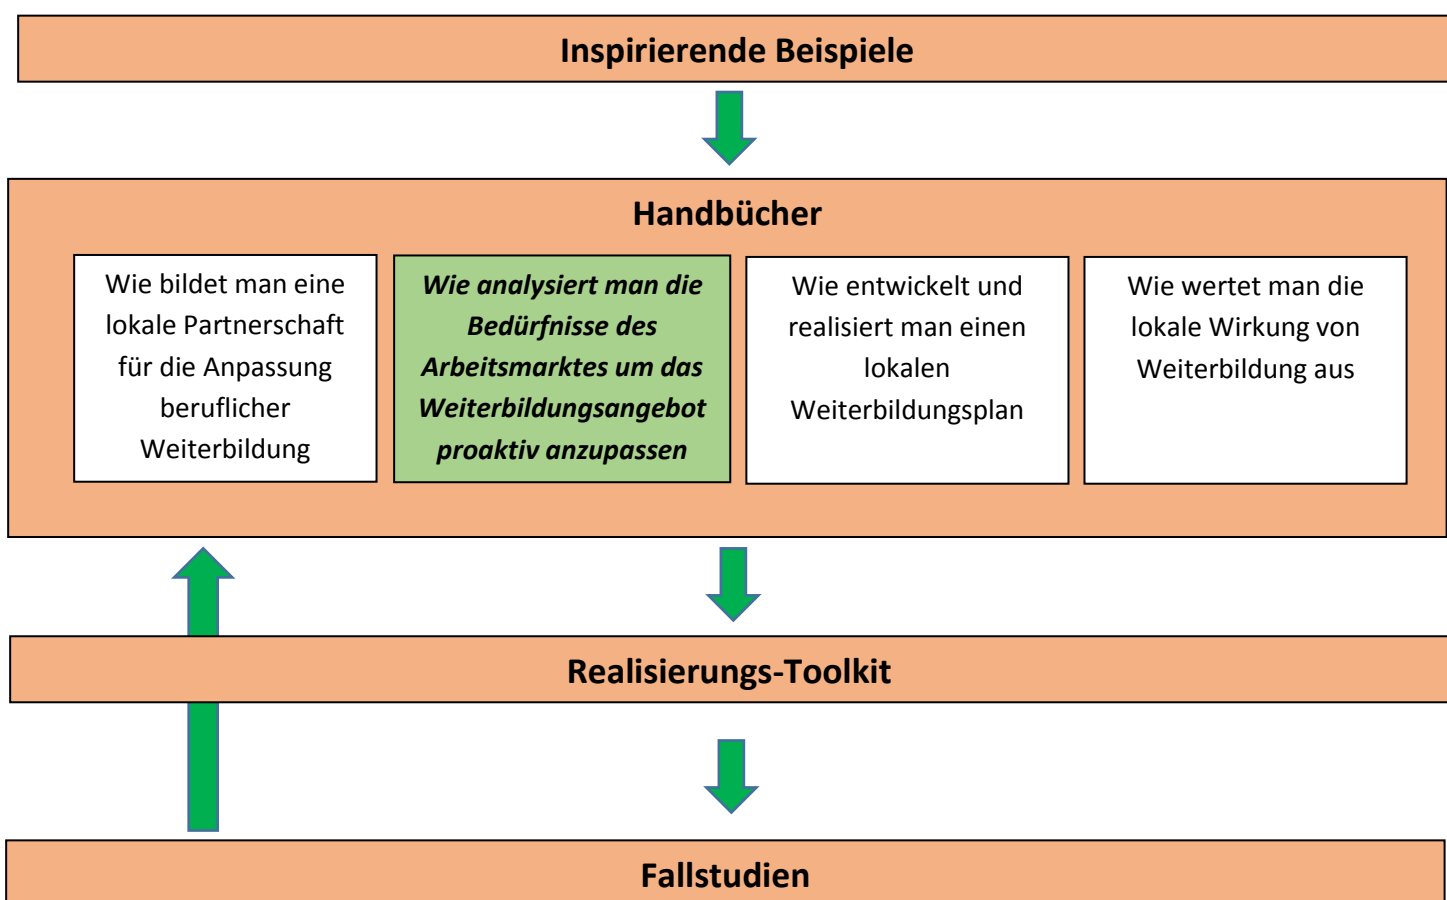 Inspirierende Beispiele
Handbücher
Wie bildet man eine
lokale Partnerschaft
für die Anpassung
beruflicher
Weiterbildung
Wie analysiert man die
Bedürfnisse des
Arbeitsmarktes um das
Weiterbildungsangebot
proaktiv anzupassen
Wie entwickelt und
realisiert man einen
lokalen
Weiterbildungsplan
Wie wertet man die
lokale Wirkung von
Weiterbildung aus
Realisierungs-Toolkit
Fallstudien